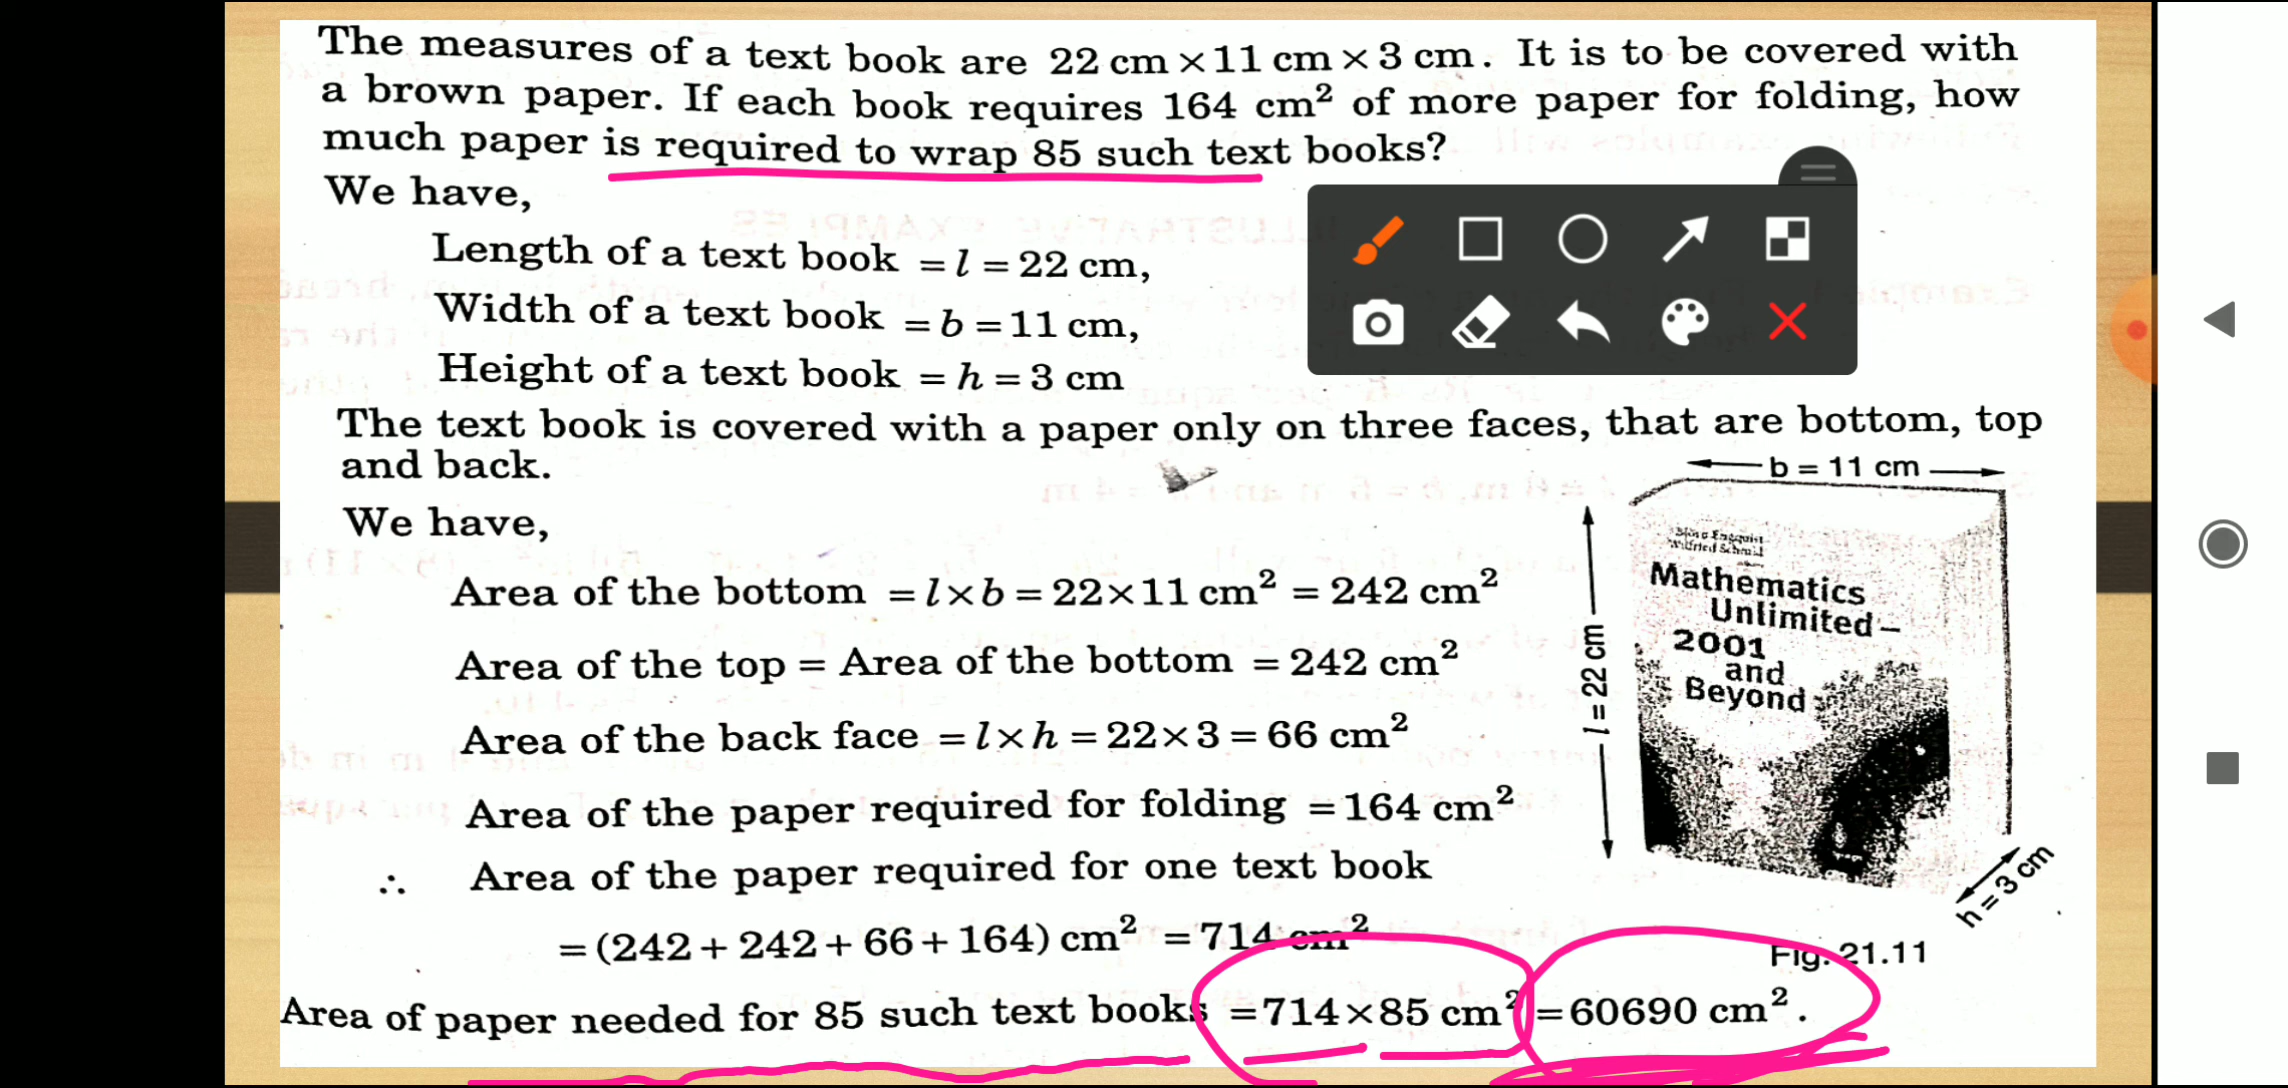 The measures of a text book are 22 cm × 11 cm × 3 cm. It is to be covered with
a brown paper. If each book requires 164 cm² of more paper for folding, how
much paper is required to wrap 85 such text books?
We have,
Length of a text book = l = 22 cm,
Width of a text book = b = 11 cm,
Height of a text book = h = 3 cm
The text book is covered with a paper only on three faces, that are bottom, top
and back.
We have,
Area of the bottom = l × b = 22 × 11 cm² = 242 cm²
Area of the top = Area of the bottom = 242 cm²
Area of the back face = l × h = 22 × 3 = 66 cm²
Area of the paper required for folding = 164 cm²
∴ Area of the paper required for one text book
= (242 + 242 + 66 + 164) cm² = 714 cm²
Area of paper needed for 85 such text books = 714 × 85 cm² = 60690 cm².
b = 11 cm
l = 22 cm
Mathematics
Unlimited –
2001
and
Beyond
h = 3 cm
Fig. 21.11